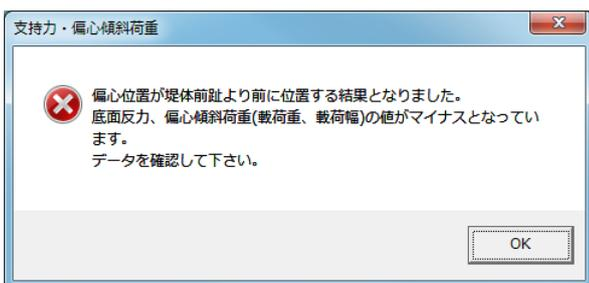 支持力・偏心傾斜荷重
偏心位置が堤体前趾より前に位置する結果となりました。
底面反力、偏心傾斜荷重(載荷重、載荷幅)の値がマイナスとなってい
ます。
データを確認して下さい。
OK